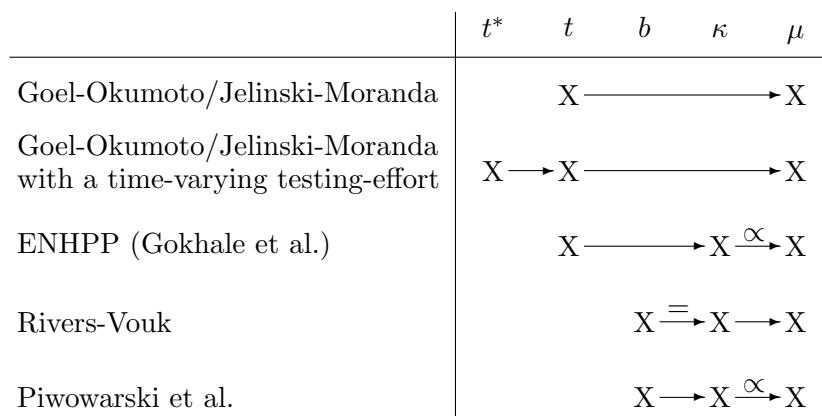 t* t b κ μ
Goel-Okumoto/Jelinski-Moranda X X
Goel-Okumoto/Jelinski-Moranda
with a time-varying testing-effort X X X
ENHPP (Gokhale et al.) X X ∝ X
Rivers-Vouk X = X X
Piwowarski et al. X X ∝ X